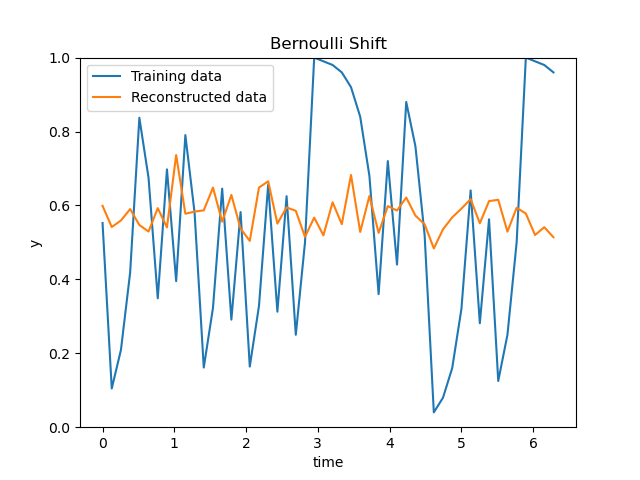 Bernoulli Shift
Training data
Reconstructed data
1.0
0.8
0.6
0.4
0.2
0.0
y
0 1 2 3 4 5 6
time